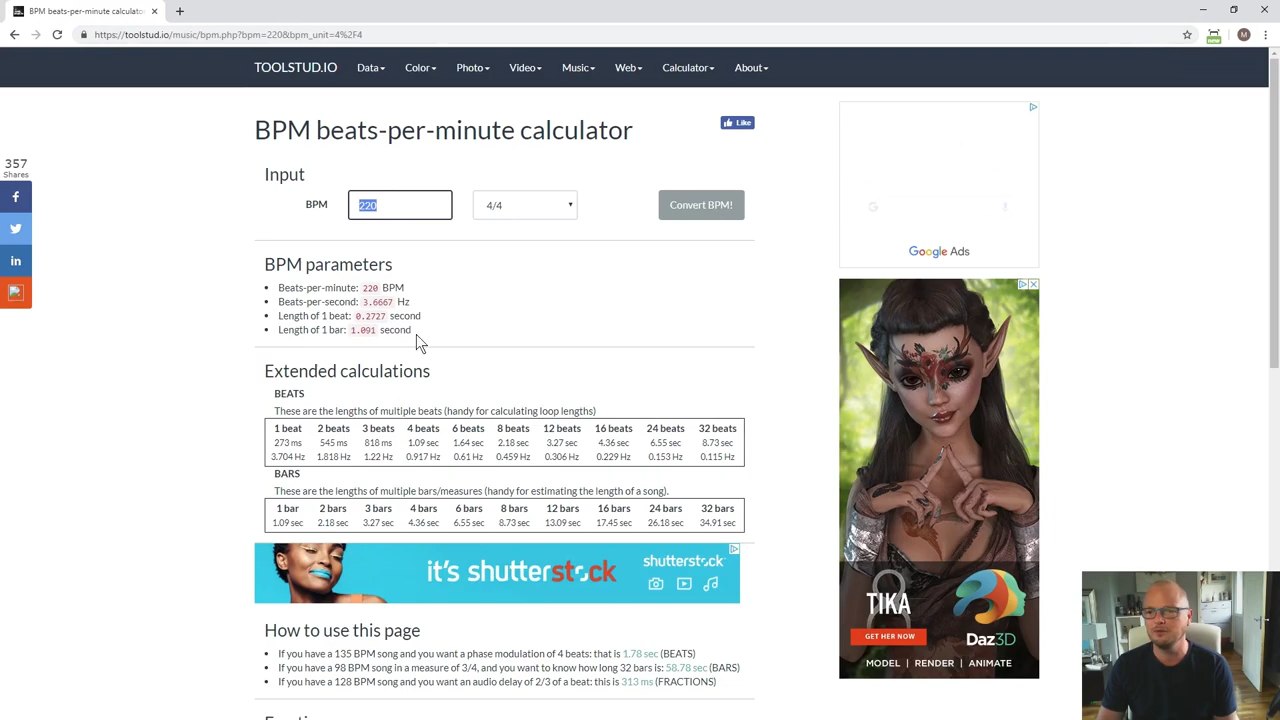 BPM beats-per-minute calculator
https://toolstud.io/music/bpm.php?bpm=220&bpm_unit=4%2F4
M
TOOLSTUD.IO Data Color Photo Video Music Web Calculator About
357
Shares
BPM beats-per-minute calculator
Like
Input
BPM 220 4/4 Convert BPM!
BPM parameters
Beats-per-minute: 220 BPM
Beats-per-second: 3.6667 Hz
Length of 1 beat: 0.2727 second
Length of 1 bar: 1.091 second
Extended calculations
BEATS
These are the lengths of multiple beats (handy for calculating loop lengths)
1 beat 2 beats 3 beats 4 beats 6 beats 8 beats 12 beats 16 beats 24 beats 32 beats
273 ms 545 ms 818 ms 1.09 sec 1.64 sec 2.18 sec 3.27 sec 4.36 sec 6.55 sec 8.73 sec
3.704 Hz 1.818 Hz 1.22 Hz 0.917 Hz 0.61 Hz 0.459 Hz 0.306 Hz 0.229 Hz 0.153 Hz 0.115 Hz
BARS
These are the lengths of multiple bars/measures (handy for estimating the length of a song).
1 bar 2 bars 3 bars 4 bars 6 bars 8 bars 12 bars 16 bars 24 bars 32 bars
1.09 sec 2.18 sec 3.27 sec 4.36 sec 6.55 sec 8.73 sec 13.09 sec 17.45 sec 26.18 sec 34.91 sec
it's shutterstock
shutterstock
How to use this page
If you have a 135 BPM song and you want a phase modulation of 4 beats: that is 1.78 sec (BEATS)
If you have a 98 BPM song in a measure of 3/4, and you want to know how long 32 bars is: 58.78 sec (BARS)
If you have a 128 BPM song and you want an audio delay of 2/3 of a beat: this is 313 ms (FRACTIONS)
Google Ads
TIKA
GET HER NOW
Daz3D
MODEL | RENDER | ANIMATE